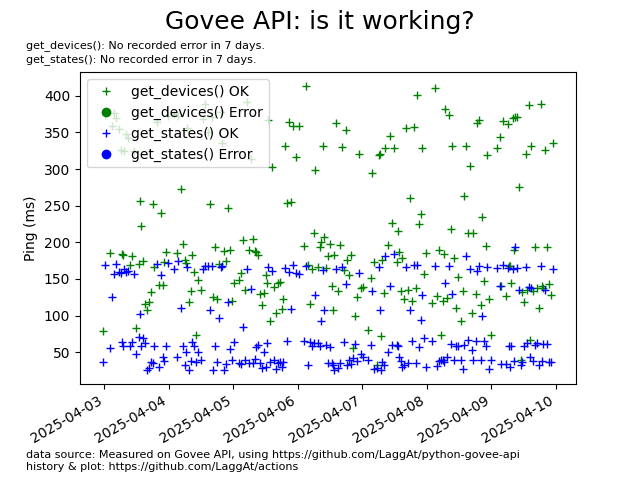 Govee API: is it working?
get_devices(): No recorded error in 7 days.
get_states(): No recorded error in 7 days.
get_devices() OK
get_devices() Error
get_states() OK
get_states() Error
Ping (ms)
400
350
300
250
200
150
100
50
2025-04-03
2025-04-04
2025-04-05
2025-04-06
2025-04-07
2025-04-08
2025-04-09
2025-04-10
data source: Measured on Govee API, using https://github.com/LaggAt/python-govee-api
history & plot: https://github.com/LaggAt/actions